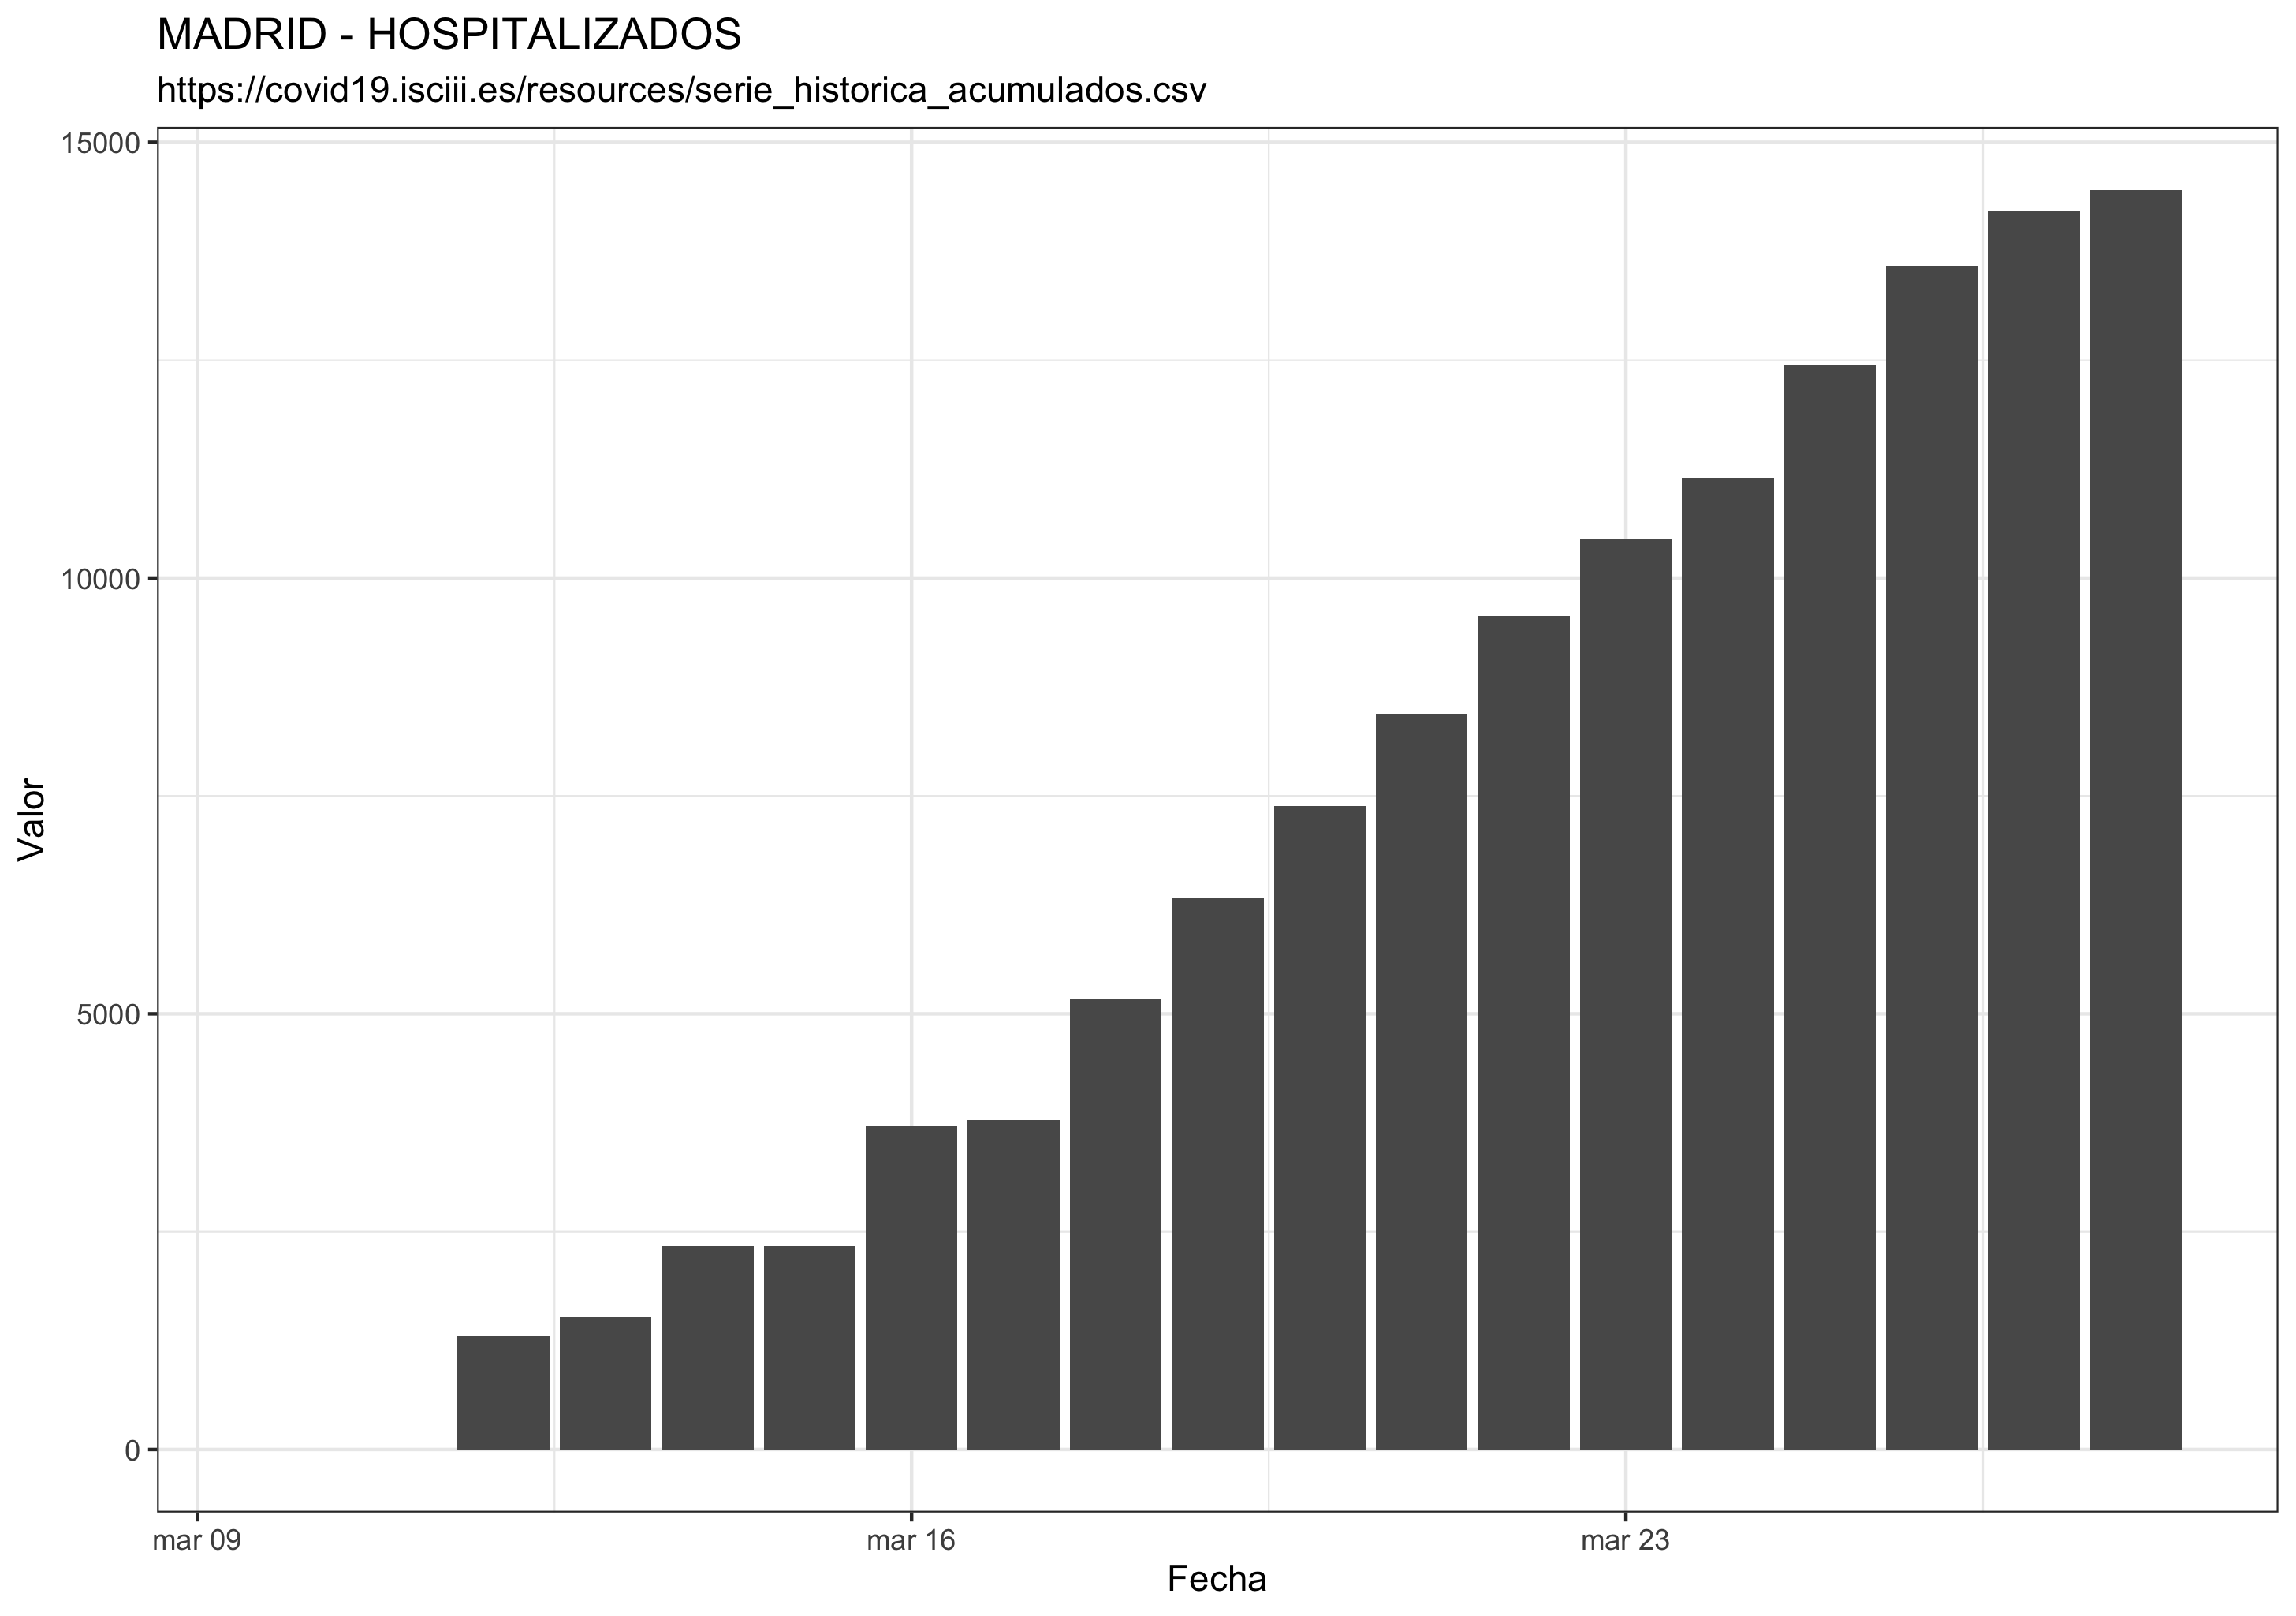 MADRID - HOSPITALIZADOS
https://covid19.isciii.es/resources/serie_historica_acumulados.csv
15000
10000
5000
0
Valor
mar 09
mar 16
mar 23
Fecha